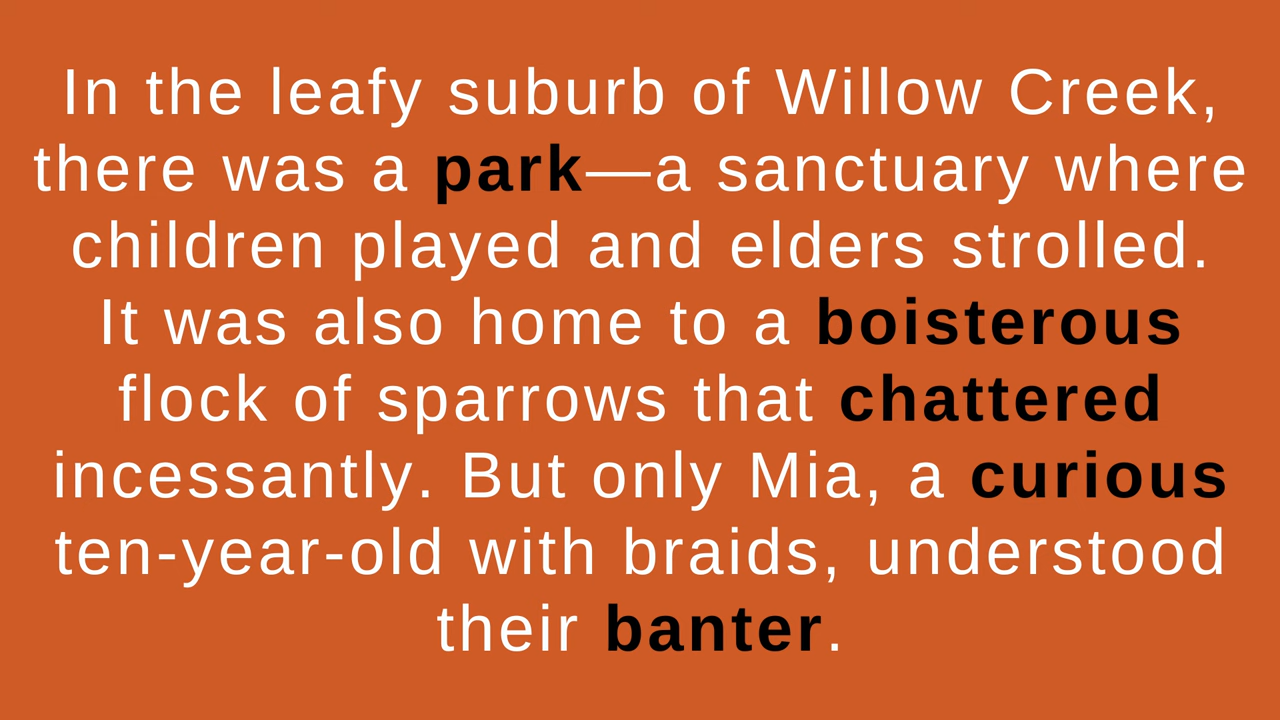 In the leafy suburb of Willow Creek,
there was a park—a sanctuary where
children played and elders strolled.
It was also home to a boisterous
flock of sparrows that chattered
incessantly. But only Mia, a curious
ten-year-old with braids, understood
their banter.